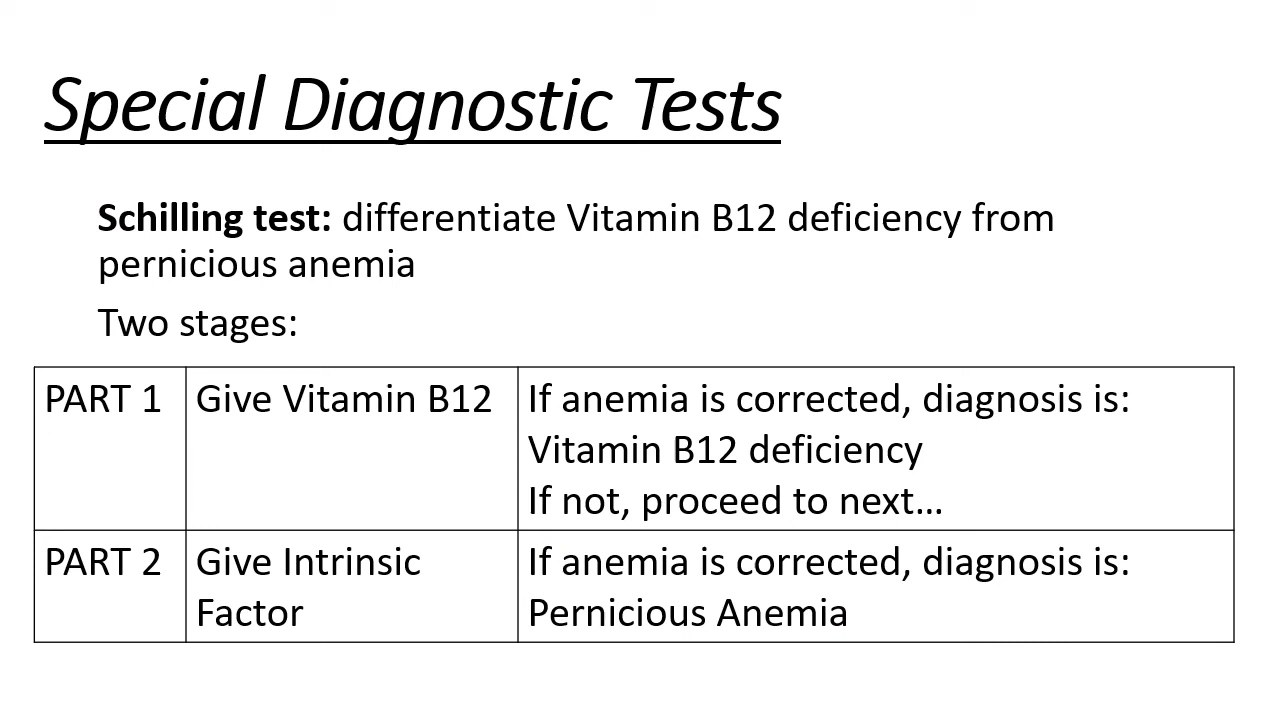 Special Diagnostic Tests
Schilling test: differentiate Vitamin B12 deficiency from
pernicious anemia
Two stages:
PART 1
Give Vitamin B12
If anemia is corrected, diagnosis is:
Vitamin B12 deficiency
If not, proceed to next…
PART 2
Give Intrinsic
Factor
If anemia is corrected, diagnosis is:
Pernicious Anemia